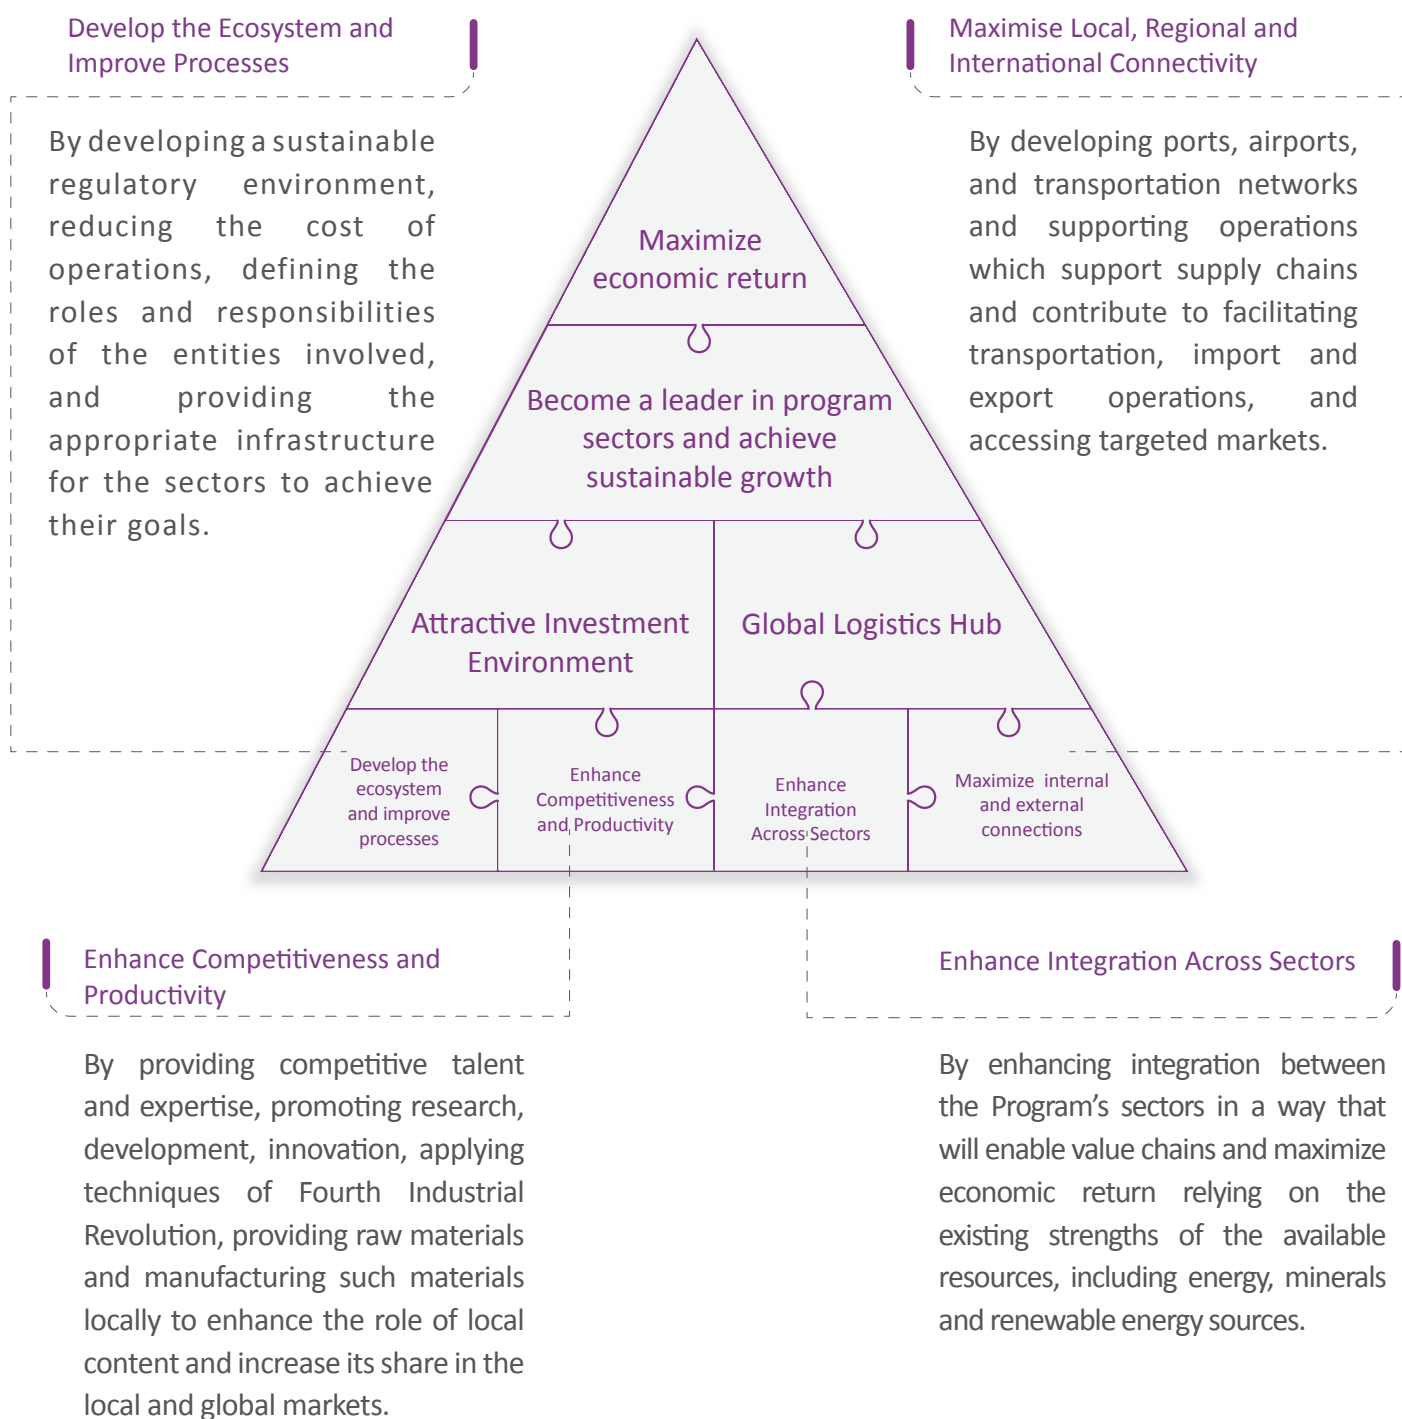 Develop the Ecosystem and
Improve Processes
By developing a sustainable
regulatory environment,
reducing the cost of
operations, defining the
roles and responsibilities
of the entities involved,
and providing the
appropriate infrastructure
for the sectors to achieve
their goals.
Maximise Local, Regional and
International Connectivity
By developing ports, airports,
and transportation networks
and supporting operations
which support supply chains
and contribute to facilitating
transportation, import and
export operations, and
accessing targeted markets.
Maximize
economic return
Become a leader in program
sectors and achieve
sustainable growth
Attractive Investment
Environment
Global Logistics Hub
Develop the
ecosystem
and improve
processes
Enhance
Competitiveness
and Productivity
Enhance
Integration
Across Sectors
Maximize internal
and external
connections
Enhance Competitiveness and
Productivity
By providing competitive talent
and expertise, promoting research,
development, innovation, applying
techniques of Fourth Industrial
Revolution, providing raw materials
and manufacturing such materials
locally to enhance the role of local
content and increase its share in the
local and global markets.
Enhance Integration Across Sectors
By enhancing integration between
the Program’s sectors in a way that
will enable value chains and maximize
economic return relying on the
existing strengths of the available
resources, including energy, minerals
and renewable energy sources.